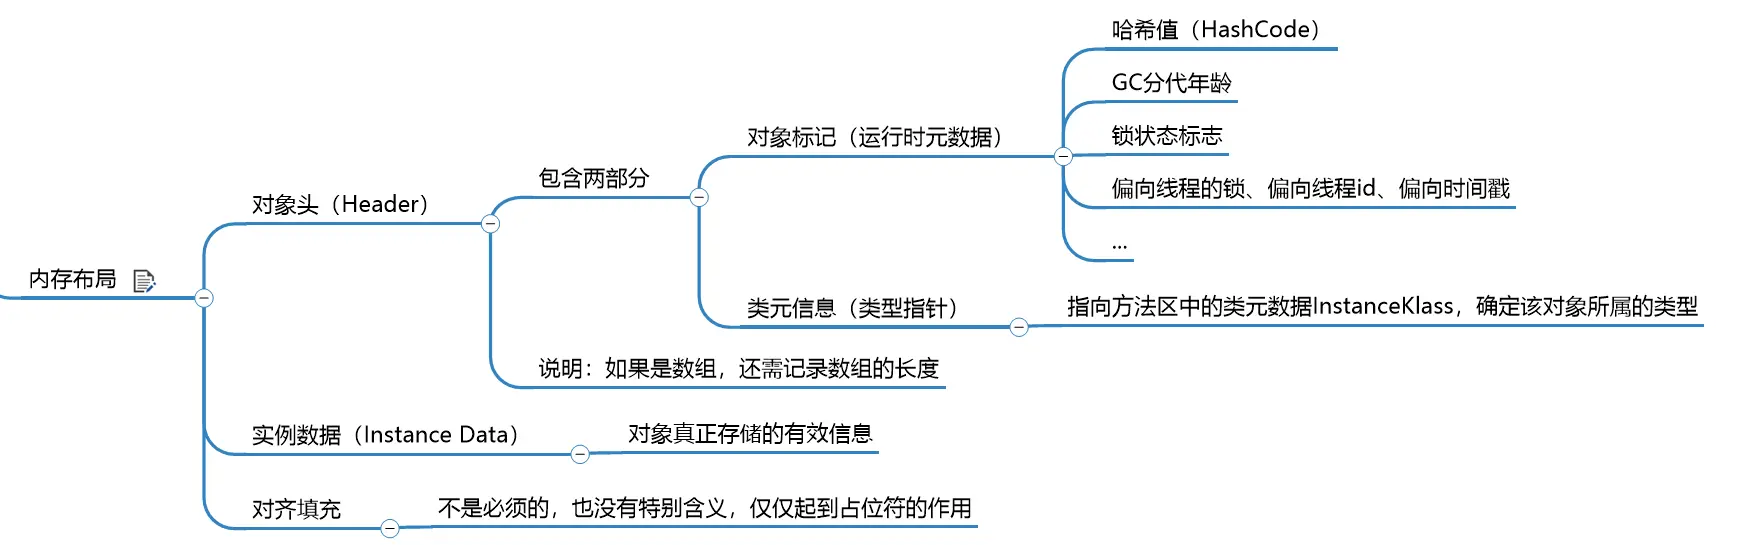 内存布局
对象头（Header）
包含两部分
对象标记（运行时元数据）
哈希值（HashCode）
GC分代年龄
锁状态标志
偏向线程的锁、偏向线程id、偏向时间戳
...
类元信息（类型指针）
指向方法区中的类元数据InstanceKlass，确定该对象所属的类型
说明：如果是数组，还需记录数组的长度
实例数据（Instance Data）
对象真正存储的有效信息
对齐填充
不是必须的，也没有特别含义，仅仅起到占位符的作用